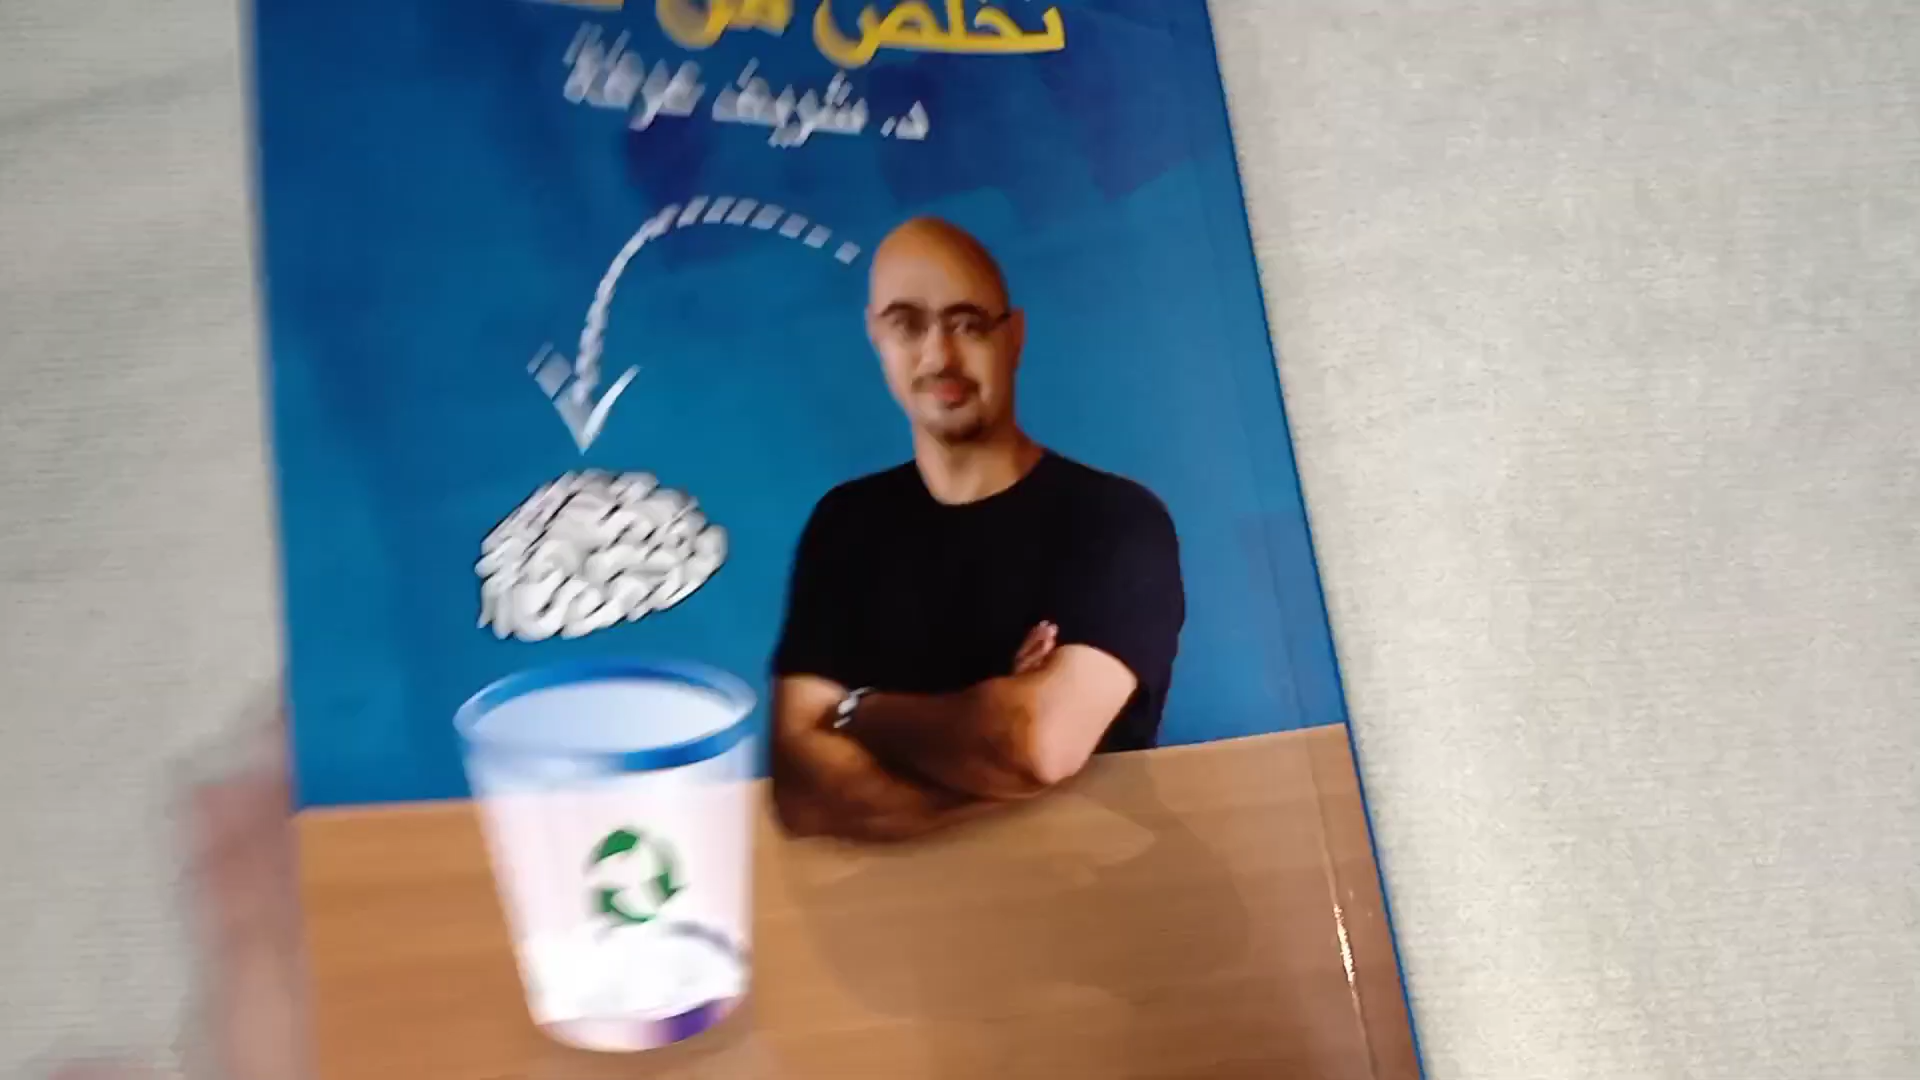 تخلص من
د. شريف عرفة